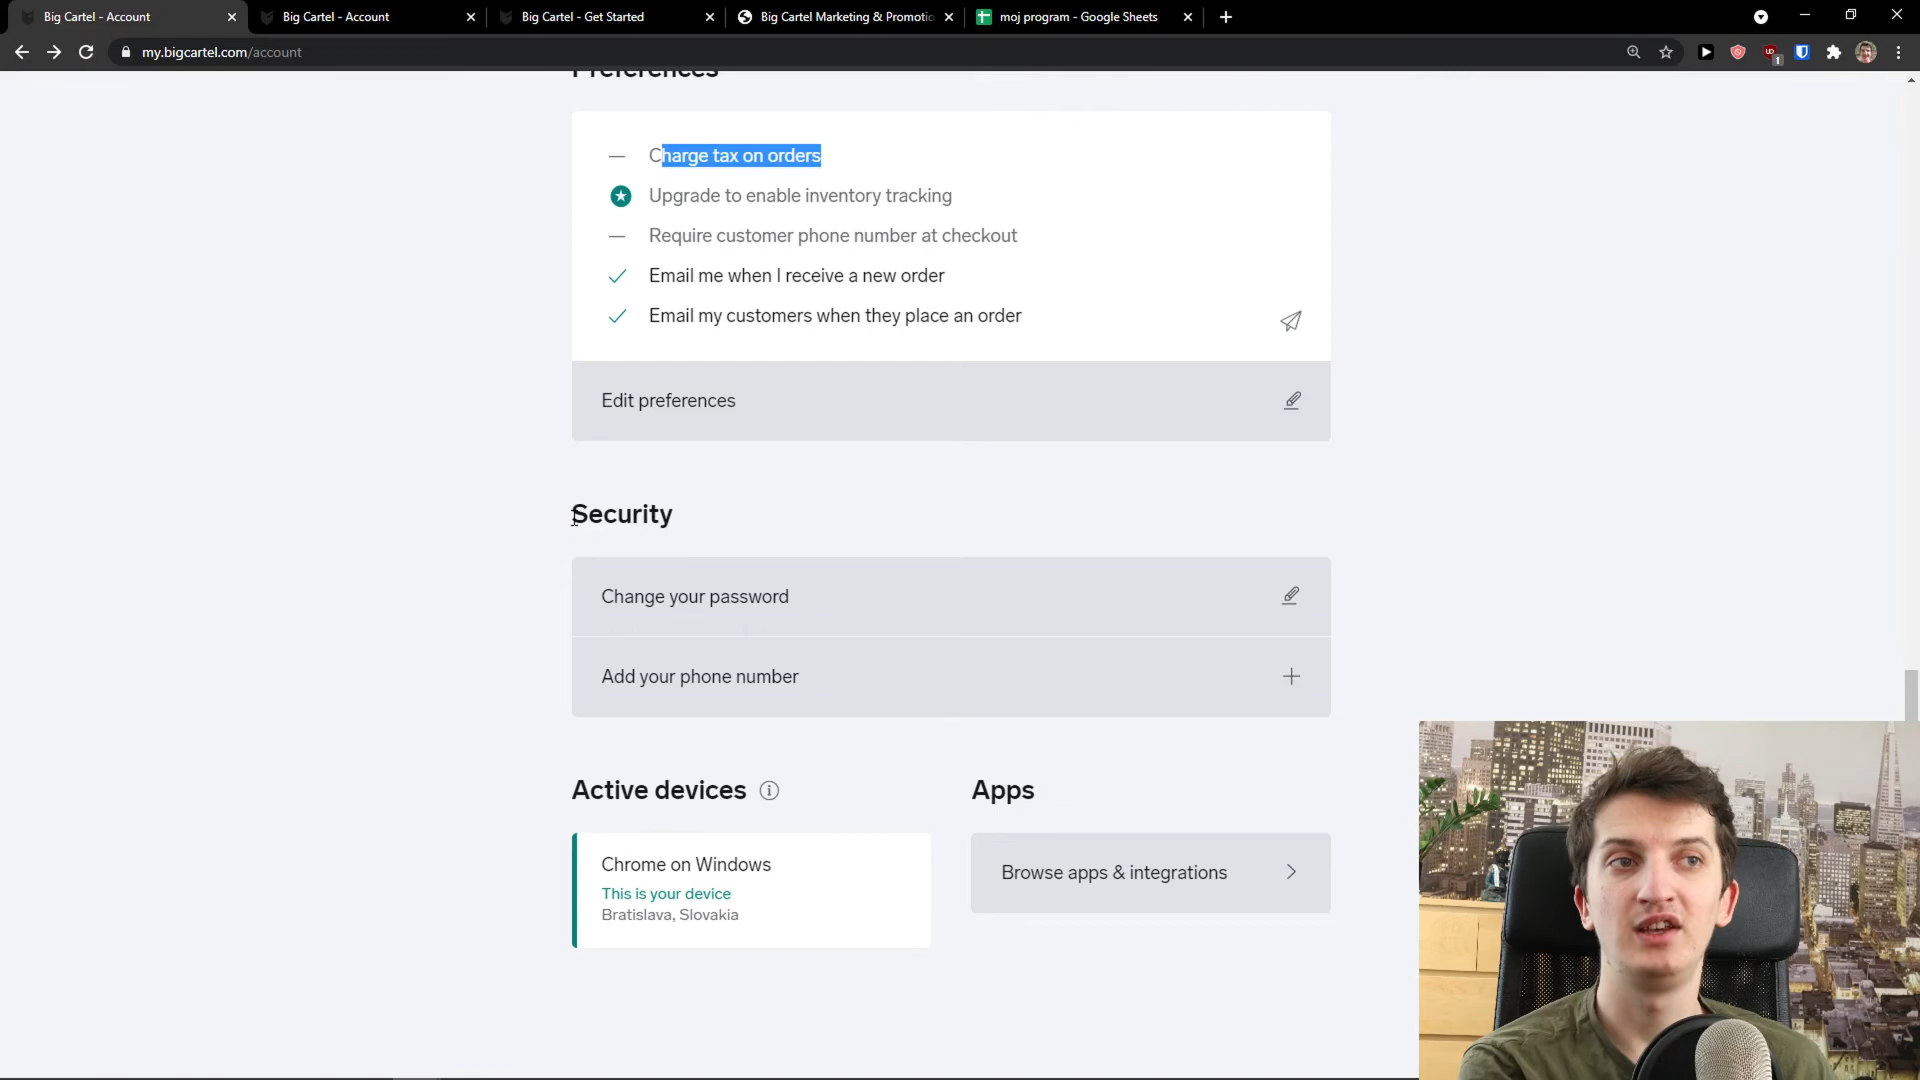 Big Cartel - Account
Big Cartel - Account
Big Cartel - Get Started
Big Cartel Marketing & Promotio
moj program - Google Sheets
my.bigcartel.com/account
1
Preferences
Charge tax on orders
Upgrade to enable inventory tracking
Require customer phone number at checkout
Email me when I receive a new order
Email my customers when they place an order
Edit preferences
Security
Change your password
Add your phone number
Active devices
Apps
Chrome on Windows
This is your device
Bratislava, Slovakia
Browse apps & integrations